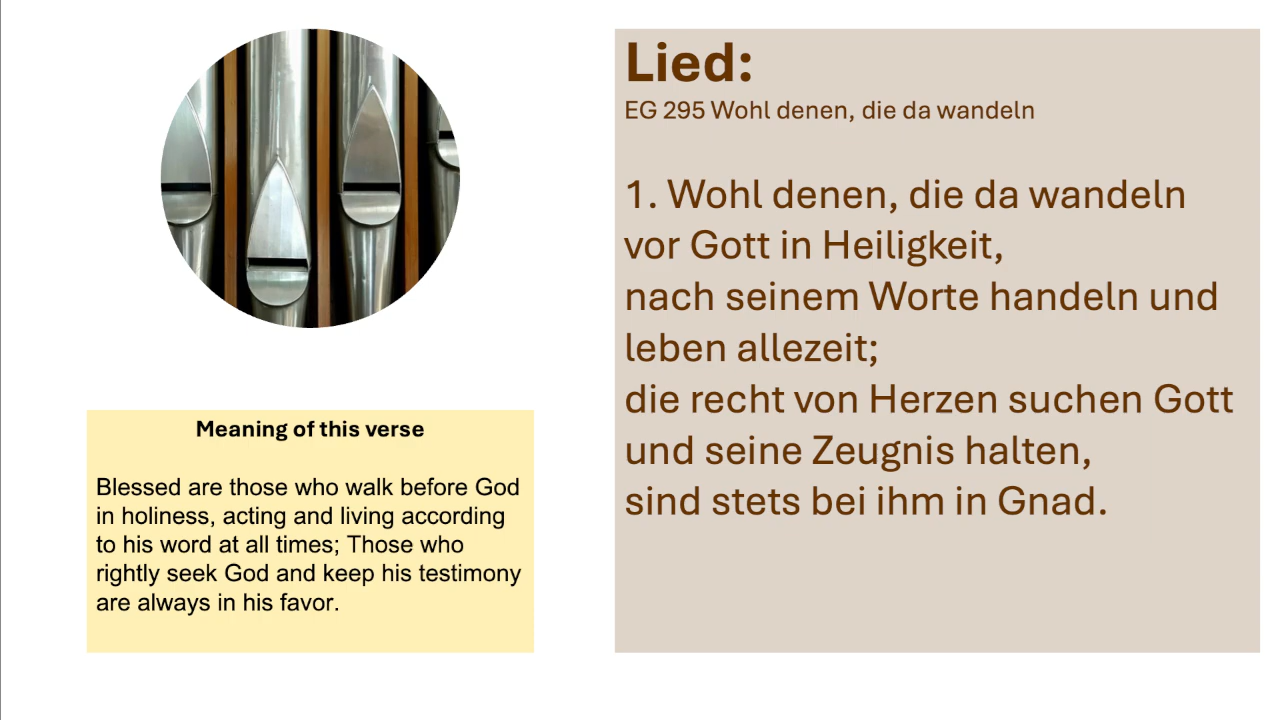 Lied:
EG 295 Wohl denen, die da wandeln
1. Wohl denen, die da wandeln
vor Gott in Heiligkeit,
nach seinem Worte handeln und
leben allezeit;
die recht von Herzen suchen Gott
und seine Zeugnis halten,
sind stets bei ihm in Gnad.
Meaning of this verse
Blessed are those who walk before God
in holiness, acting and living according
to his word at all times; Those who
rightly seek God and keep his testimony
are always in his favor.